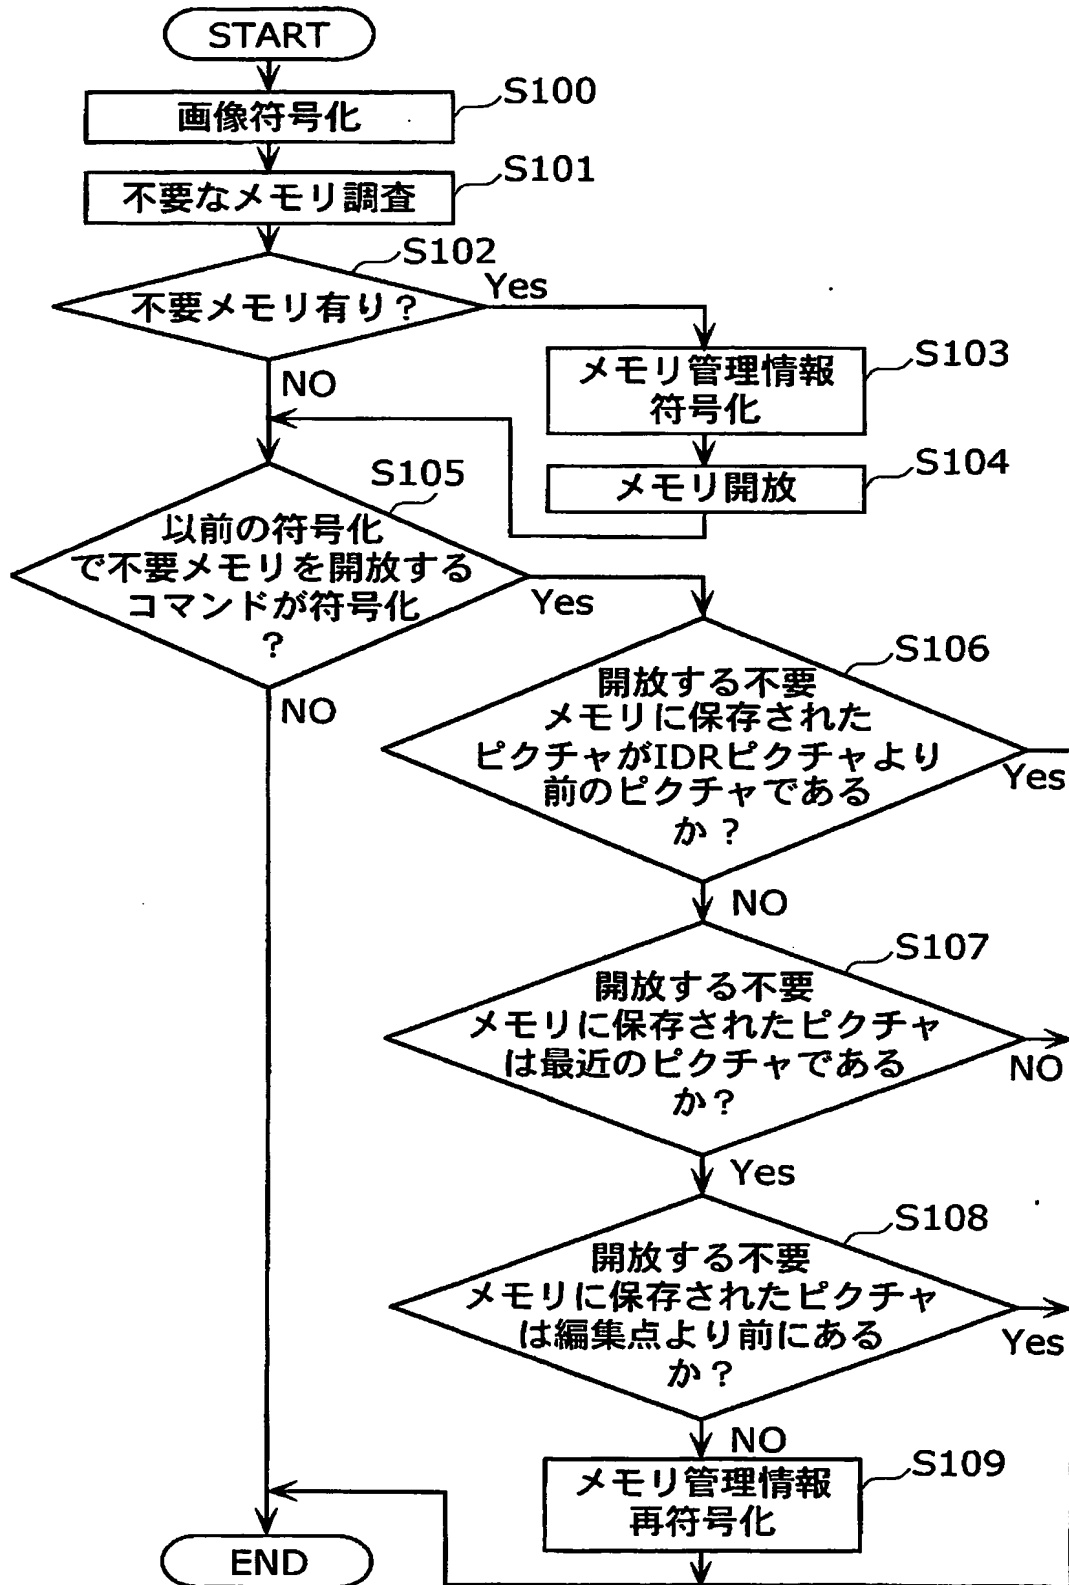 START
S100
画像符号化
S101
不要なメモリ調査
S102
不要メモリ有り？
Yes
NO
S103
メモリ管理情報
符号化
S104
メモリ開放
S105
以前の符号化
で不要メモリを開放する
コマンドが符号化
？
Yes
NO
S106
開放する不要
メモリに保存された
ピクチャがIDRピクチャより
前のピクチャである
か？
Yes
NO
S107
開放する不要
メモリに保存されたピクチャ
は最近のピクチャである
か？
NO
Yes
S108
開放する不要
メモリに保存されたピクチャ
は編集点より前にある
か？
Yes
NO
S109
メモリ管理情報
再符号化
END